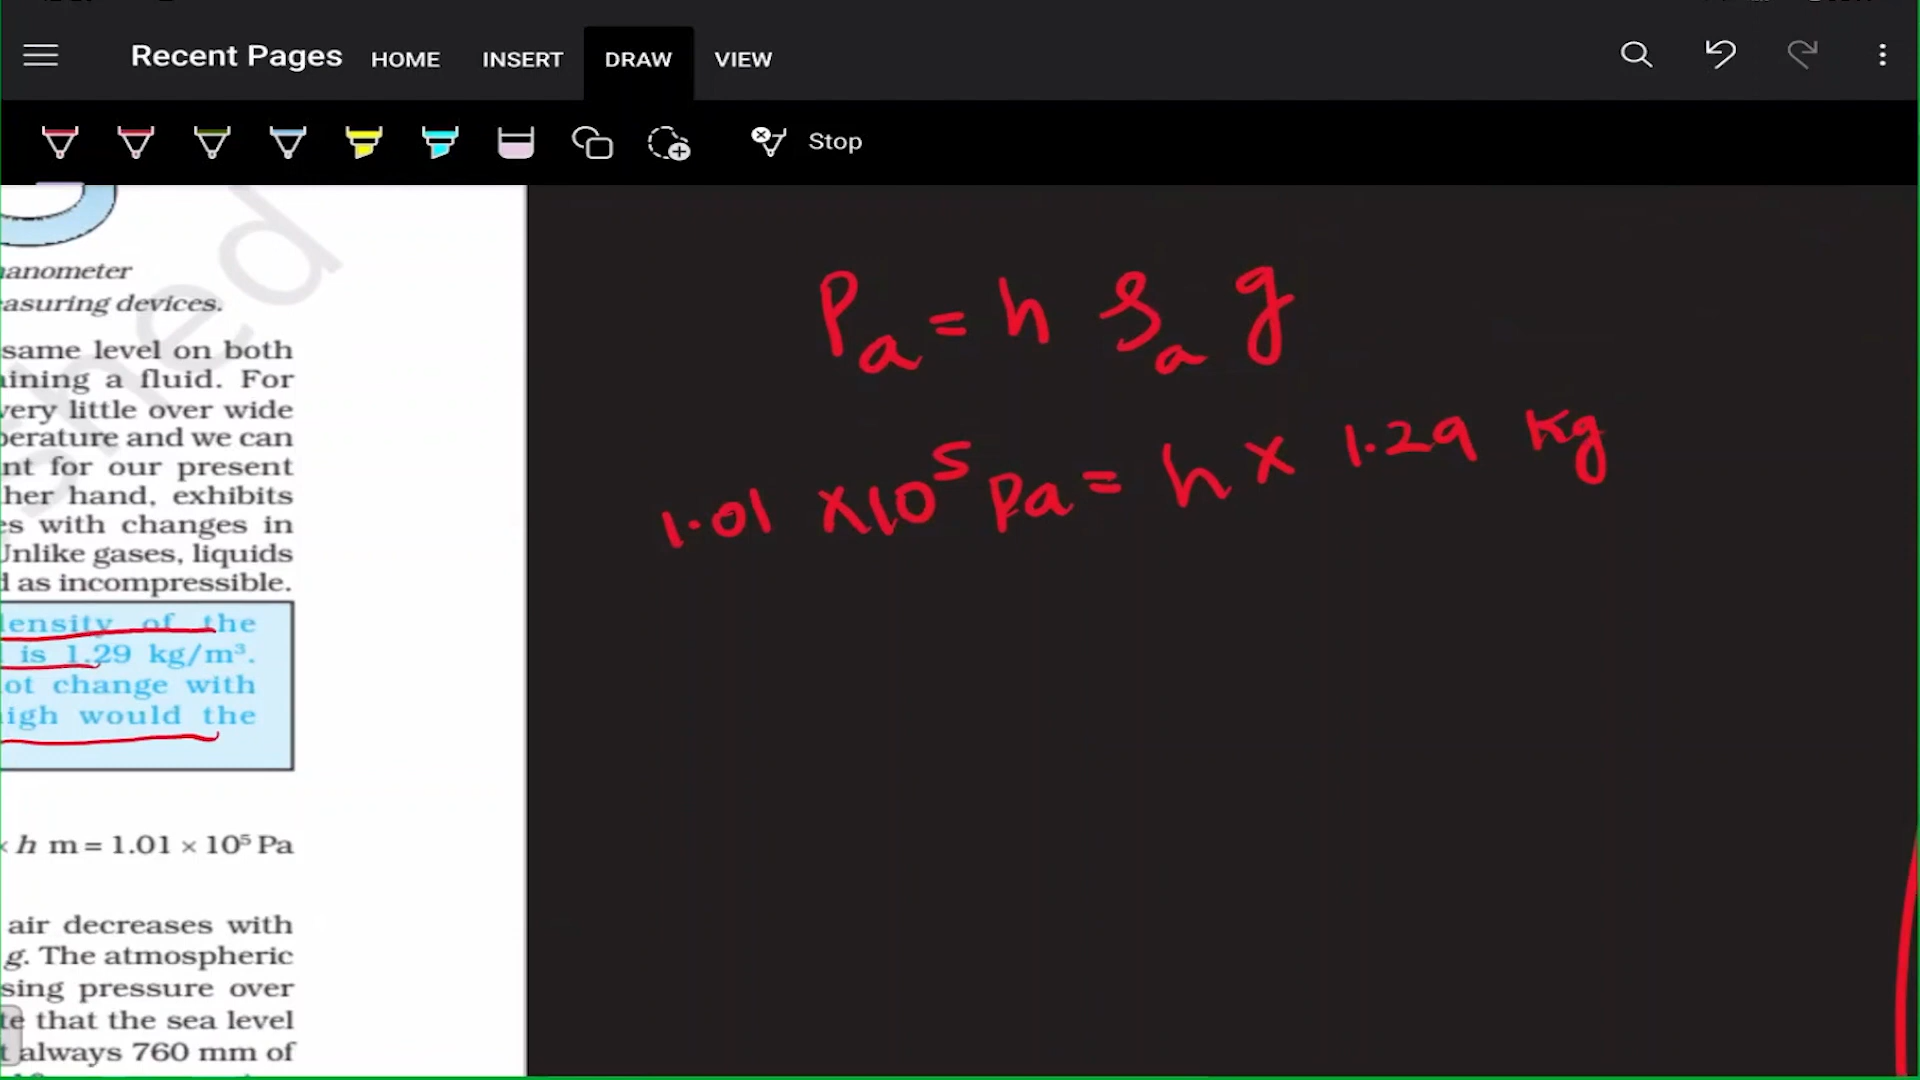 Recent Pages HOME INSERT DRAW VIEW
Stop
shed
anometer
asuring devices.
same level on both
ining a fluid. For
very little over wide
perature and we can
nt for our present
her hand, exhibits
es with changes in
Unlike gases, liquids
d as incompressible.
density of the
is 1.29 kg/m³.
ot change with
igh would the
× h m = 1.01 × 10⁵ Pa
air decreases with
g. The atmospheric
sing pressure over
te that the sea level
t always 760 mm of
Pa = h ρa g
1.01 ×10⁵ Pa = h × 1.29 kg